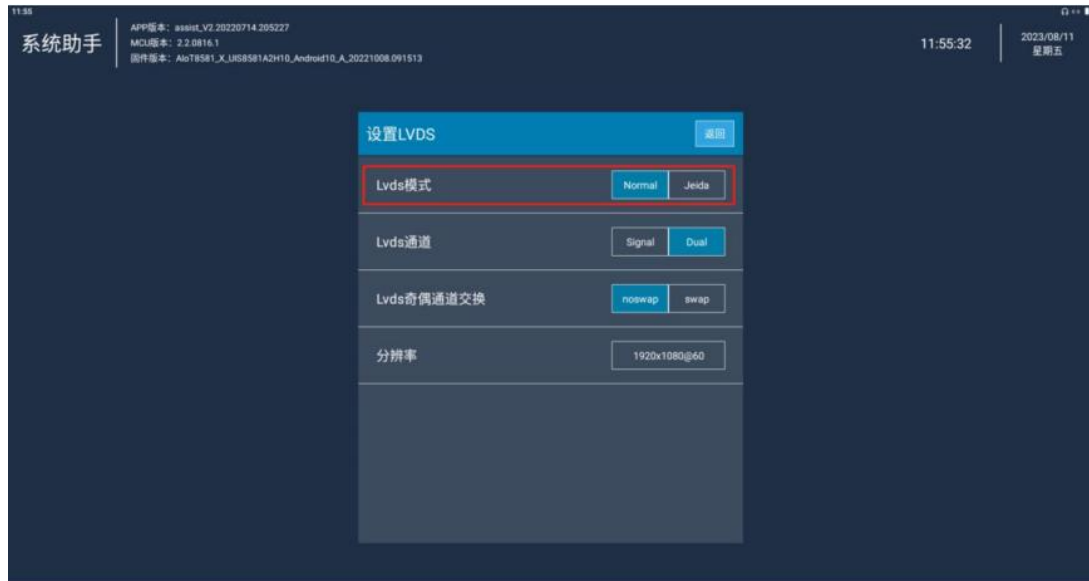 11:55
系统助手
APP版本：assist_V2.20220714.205227
MCU版本：2.2.0816.1
固件版本：AIoT8581_X_UIS8581A2H10_Android10_A_20221008.091513
11:55:32
2023/08/11
星期五
设置LVDS
返回
Lvds模式
Normal
Jeida
Lvds通道
Signal
Dual
Lvds奇偶通道交换
noswap
swap
分辨率
1920x1080@60